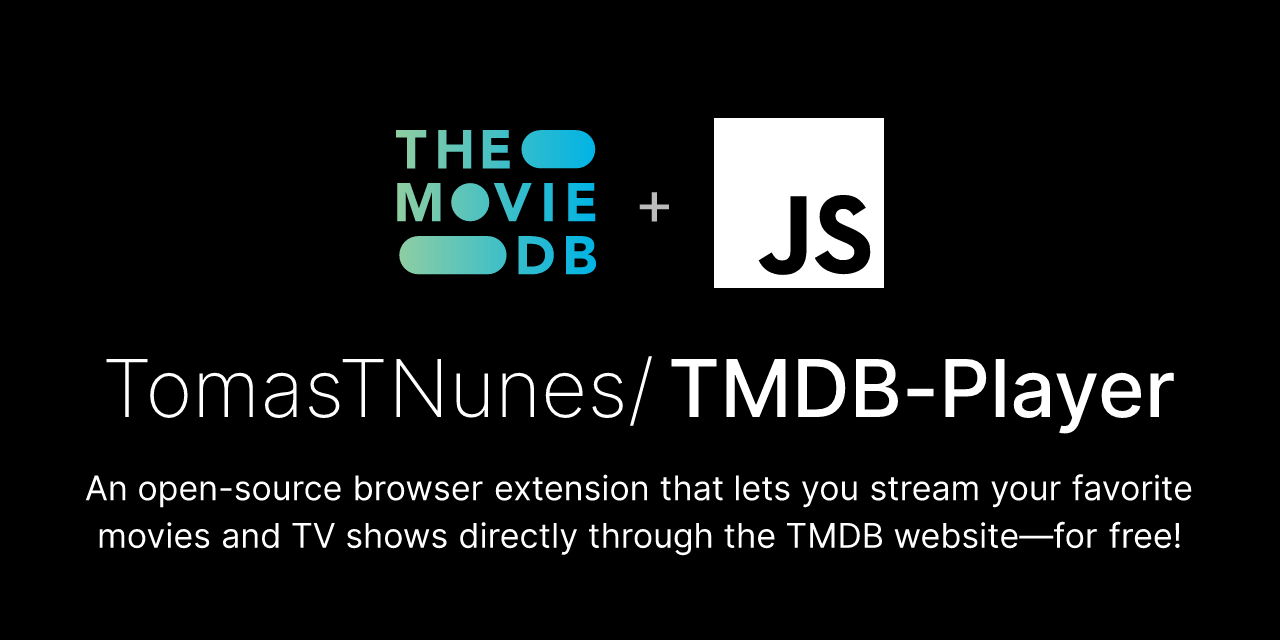 THE
MOVIE
DB
+
JS
TomasTNunes/ TMDB-Player
An open-source browser extension that lets you stream your favorite
movies and TV shows directly through the TMDB website—for free!